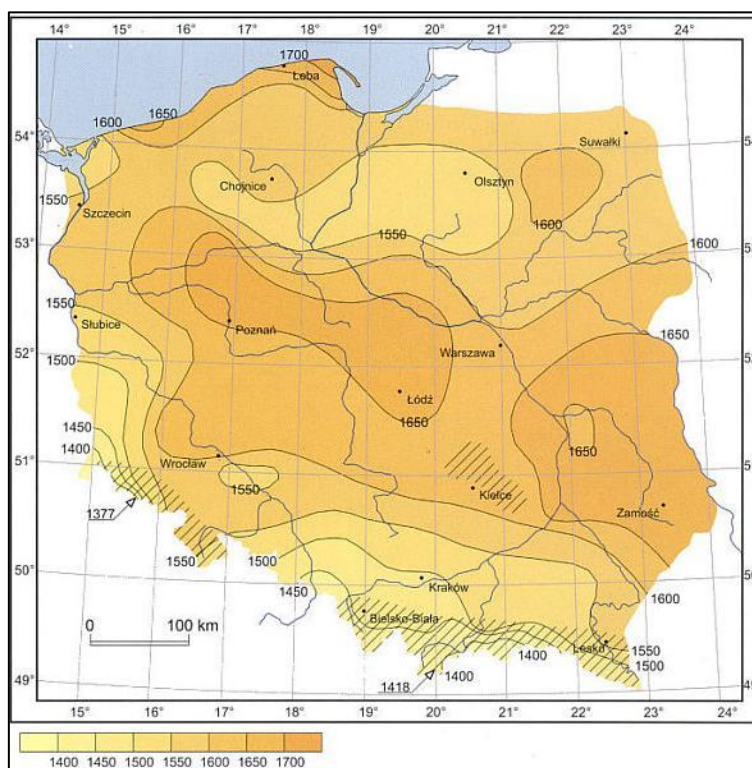 14° 15° 16° 17° 18° 19° 20° 21° 22° 23°
1700
Łeba
1650
1600
54°
Suwałki
Chojnice
Olsztyn
1550
Szczecin
1600
53°
1550
1600
1550
Słubice
Poznań
1650
Warszawa
52°
1500
Łódź
1650
1450
51°
1400
Wrocław
1650
1550
Kielce
1377
Zamość
1550
1500
50°
1450
Kraków
1600
0 100 km
Bielsko-Biała
Lesko
1550
1400
1500
49°
1400
1418
15° 16° 17° 18° 19° 20° 21° 22° 23°
1400 1450 1500 1550 1600 1650 1700